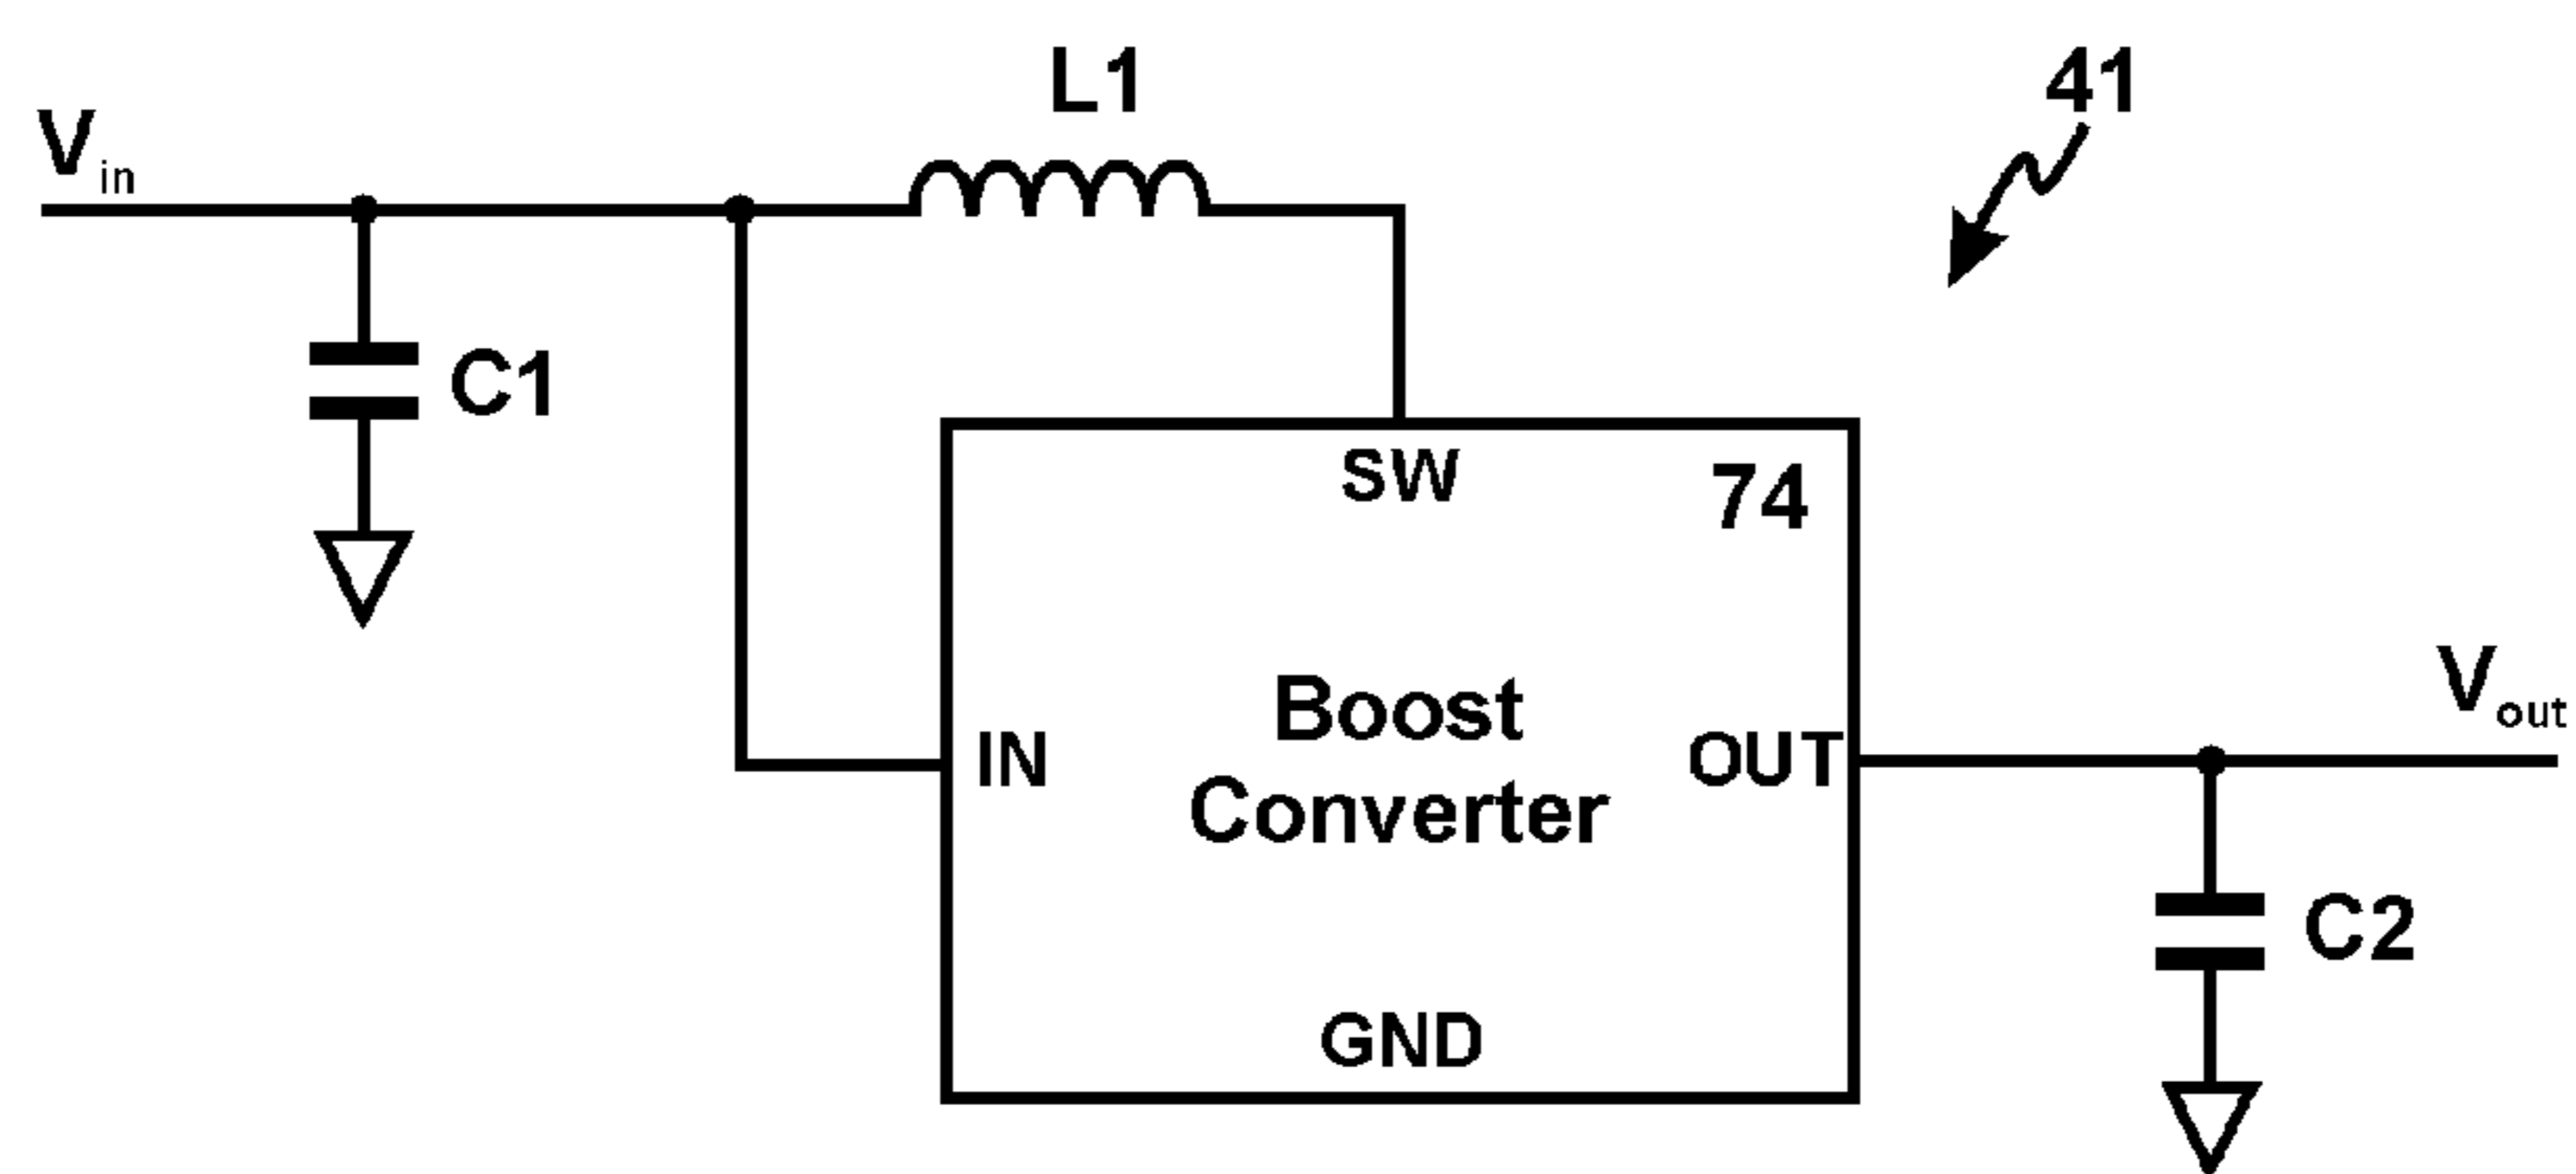 L1
41
Vin
C1
SW
74
Boost
Converter
IN
OUT
Vout
C2
GND